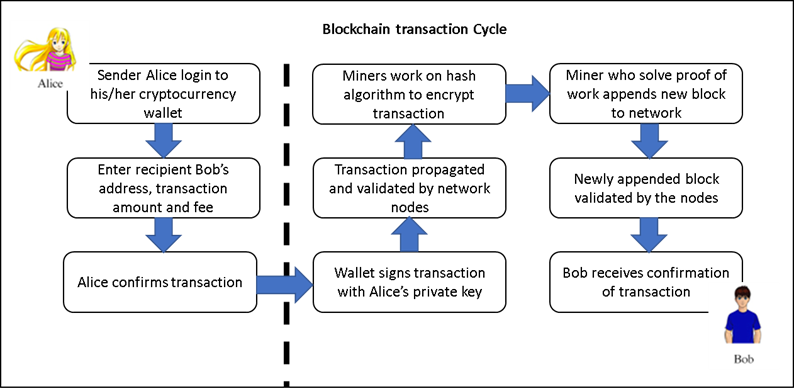 Blockchain transaction Cycle
Alice
Sender Alice login to
his/her cryptocurrency
wallet
Enter recipient Bob's
address, transaction
amount and fee
Alice confirms transaction
Wallet signs transaction
with Alice's private key
Transaction propagated
and validated by network
nodes
Miners work on hash
algorithm to encrypt
transaction
Miner who solve proof of
work appends new block
to network
Newly appended block
validated by the nodes
Bob receives confirmation
of transaction
Bob